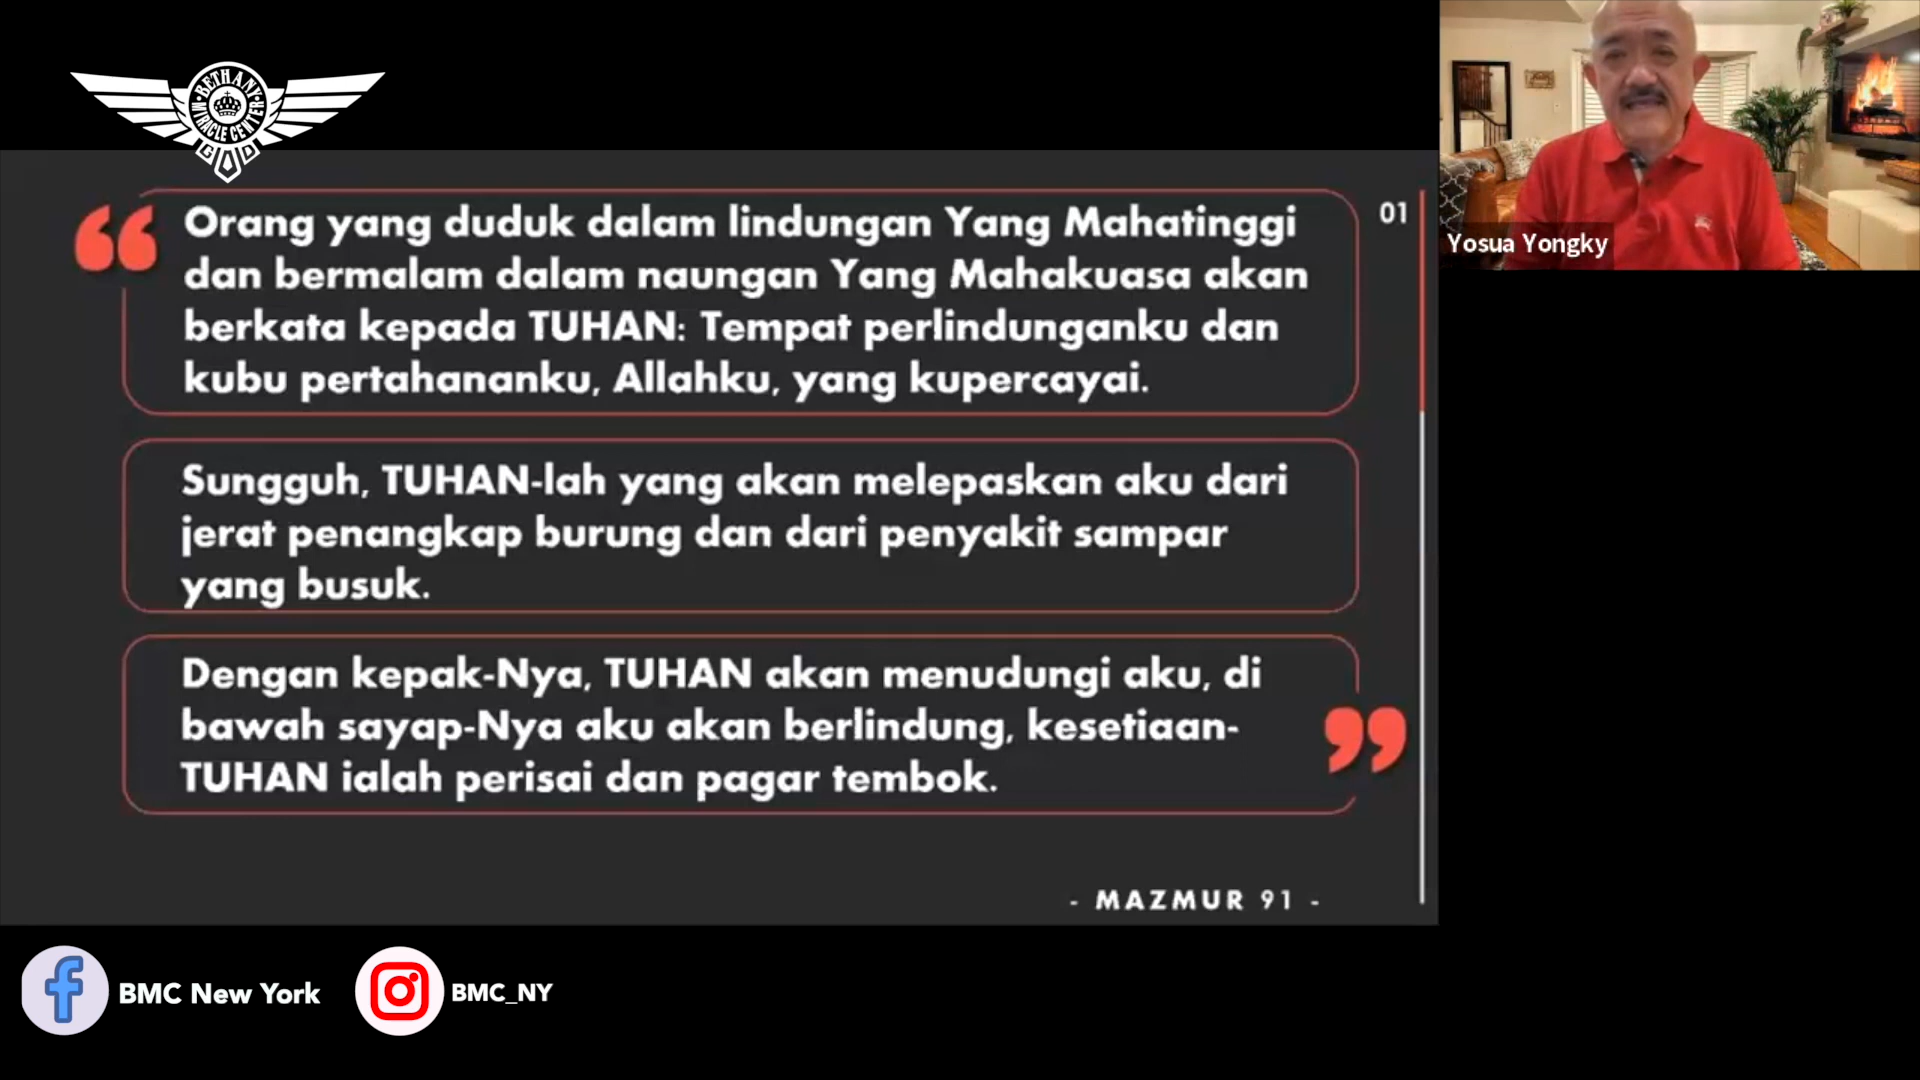 BETHANY
MIRACLE CENTER
GAD
Orang yang duduk dalam lindungan Yang Mahatinggi
dan bermalam dalam naungan Yang Mahakuasa akan
berkata kepada TUHAN: Tempat perlindunganku dan
kubu pertahananku, Allahku, yang kupercayai.
01
Sungguh, TUHAN-lah yang akan melepaskan aku dari
jerat penangkap burung dan dari penyakit sampar
yang busuk.
Dengan kepak-Nya, TUHAN akan menudungi aku, di
bawah sayap-Nya aku akan berlindung, kesetiaan-
TUHAN ialah perisai dan pagar tembok.
- MAZMUR 91 -
Yosua Yongky
BMC New York
BMC_NY